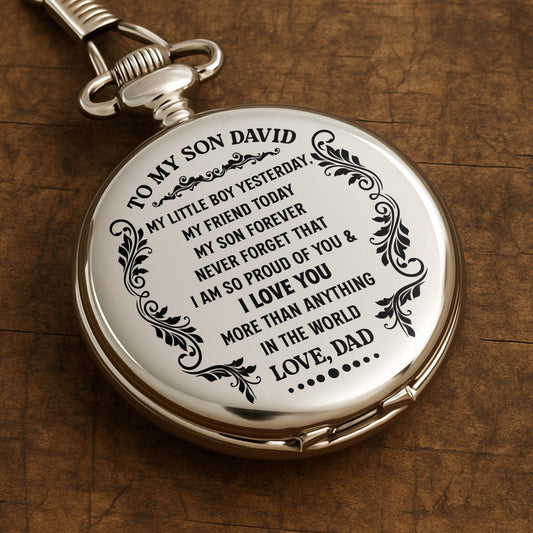 TO MY SON DAVID
MY LITTLE BOY YESTERDAY
MY FRIEND TODAY
MY SON FOREVER
NEVER FORGET THAT
I AM SO PROUD OF YOU &
I LOVE YOU
MORE THAN ANYTHING
IN THE WORLD
LOVE, DAD